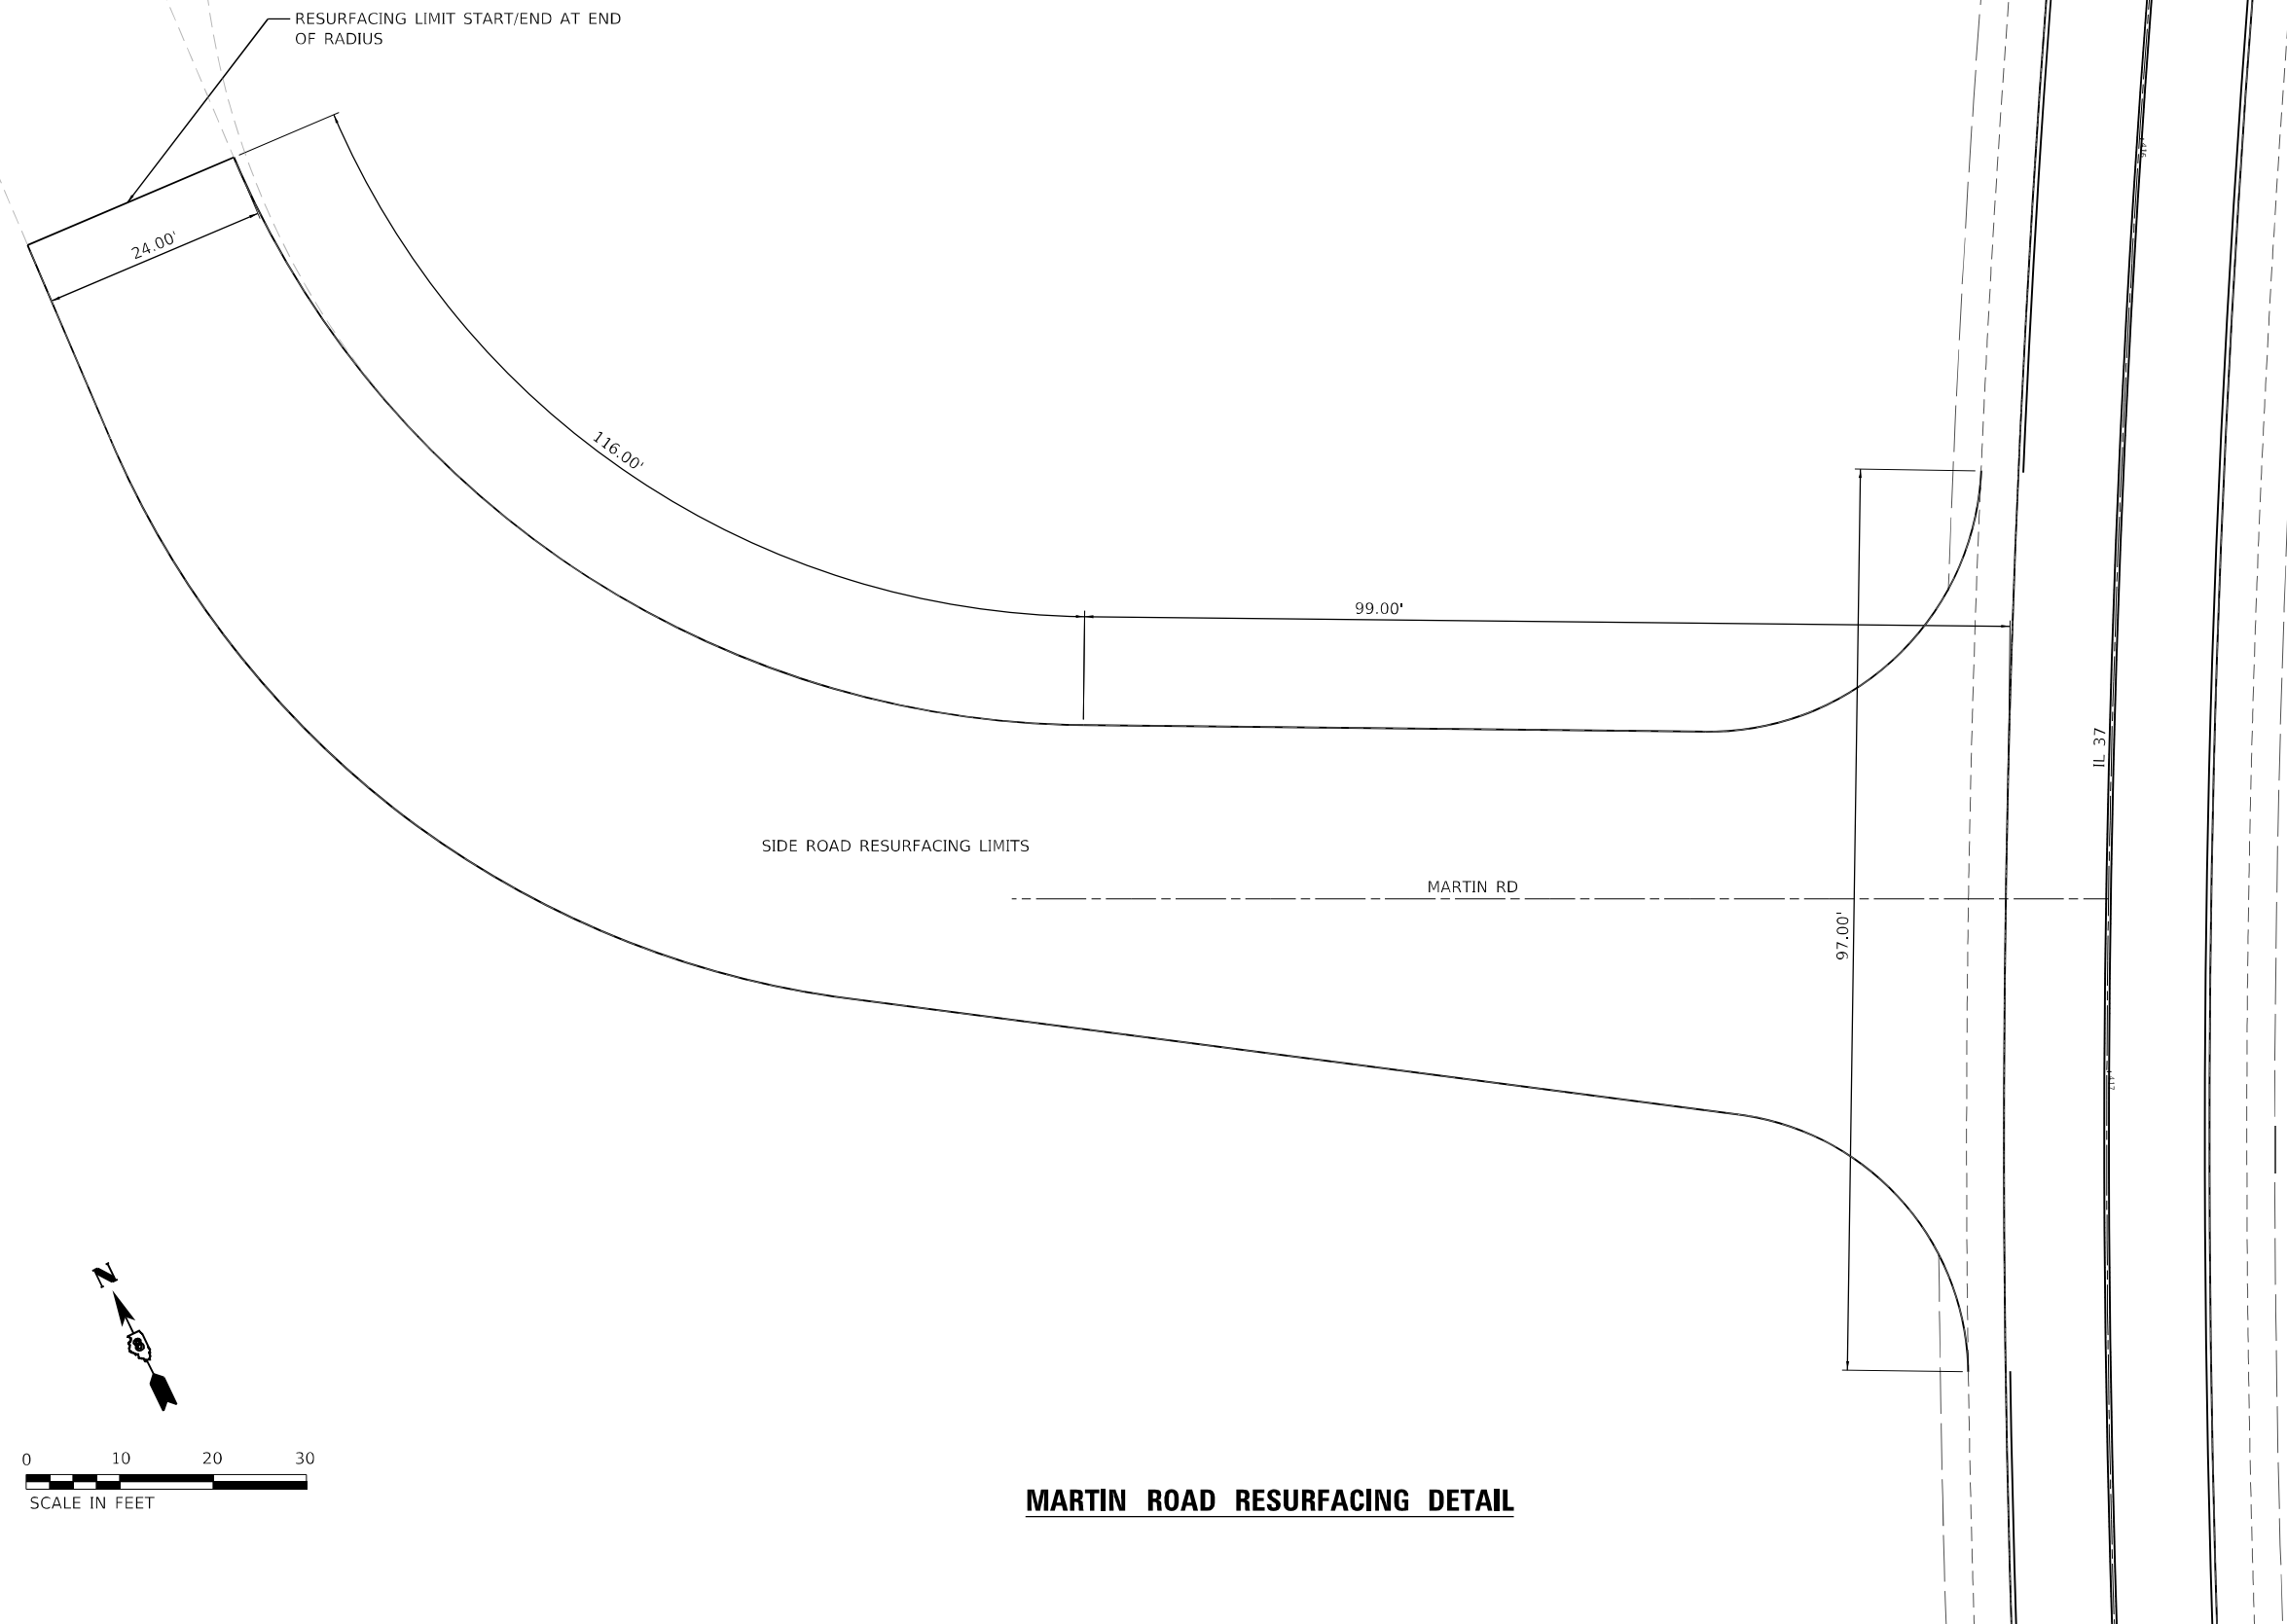 RESURFACING LIMIT START/END AT END
OF RADIUS
24.00'
116.00'
99.00'
IL 37
SIDE ROAD RESURFACING LIMITS
MARTIN RD
97.00'
N
0 10 20 30
SCALE IN FEET
MARTIN ROAD RESURFACING DETAIL